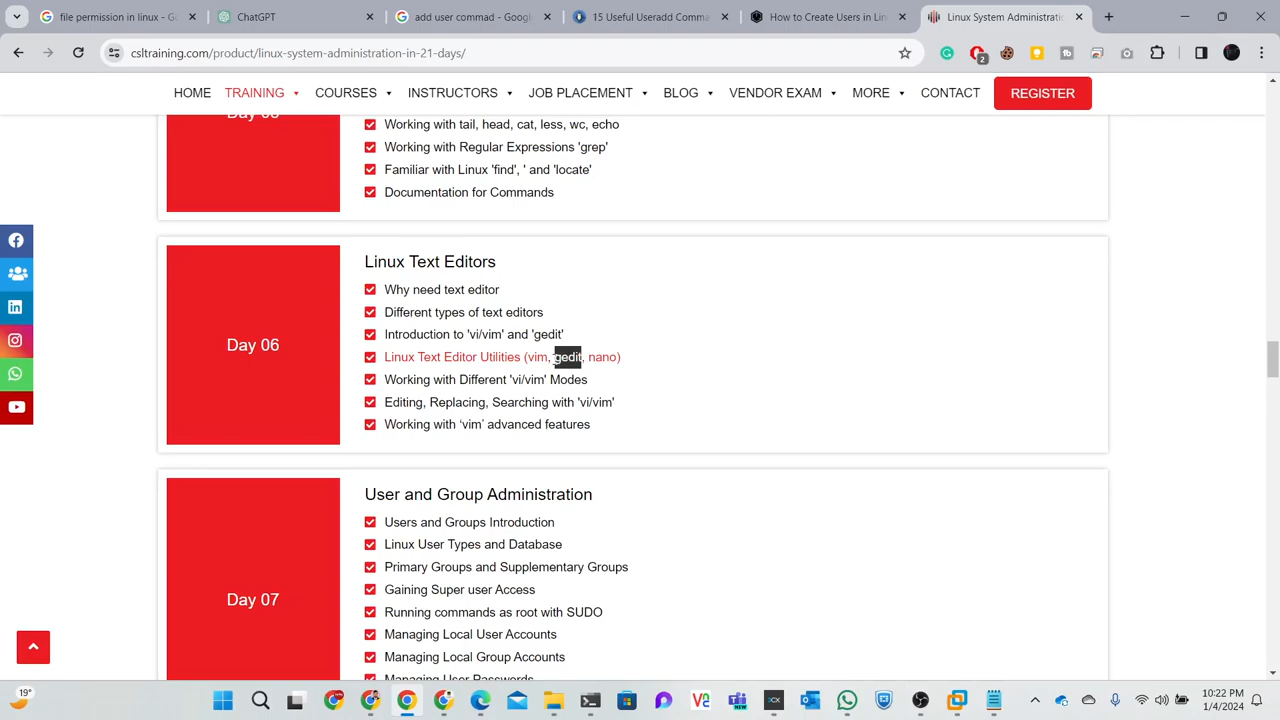 file permission in linux - G
ChatGPT
user mod command - Googl
15 Useful Useradd Comma
How to Create Users in Lin
Linux System Administratio
csltraining.com/product/linux-system-administration-in-21-days/
2
HOME TRAINING COURSES INSTRUCTORS JOB PLACEMENT BLOG VENDOR EXAM MORE CONTACT REGISTER
Working with tail, head, cat, less, wc, echo
Working with Regular Expressions 'grep'
Familiar with Linux 'find', ' and 'locate'
Documentation for Commands
Linux Text Editors
Why need text editor
Different types of text editors
Introduction to 'vi/vim' and 'gedit'
Day 06
Linux Text Editor Utilities (vim, gedit, nano)
Working with Different 'vi/vim' Modes
Editing, Replacing, Searching with 'vi/vim'
Working with ‘vim’ advanced features
User and Group Administration
Users and Groups Introduction
Linux User Types and Database
Primary Groups and Supplementary Groups
Gaining Super user Access
Day 07
Running commands as root with SUDO
Managing Local User Accounts
Managing Local Group Accounts
Managing User Passwords
19°
10:22 PM
1/4/2024